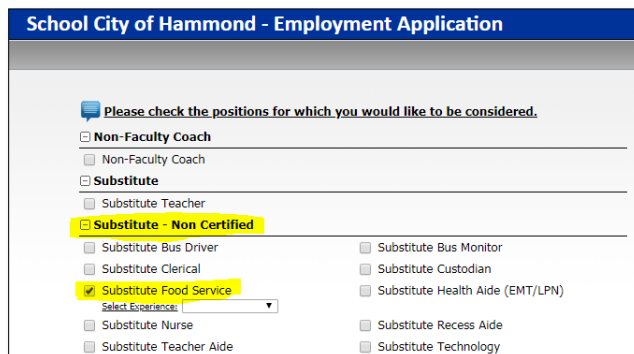 School City of Hammond - Employment Application
Please check the positions for which you would like to be considered.
Non-Faculty Coach
Non-Faculty Coach
Substitute
Substitute Teacher
Substitute - Non Certified
Substitute Bus Driver Substitute Bus Monitor
Substitute Clerical Substitute Custodian
Substitute Food Service Substitute Health Aide (EMT/LPN)
Select Experience:
Substitute Nurse Substitute Recess Aide
Substitute Teacher Aide Substitute Technology